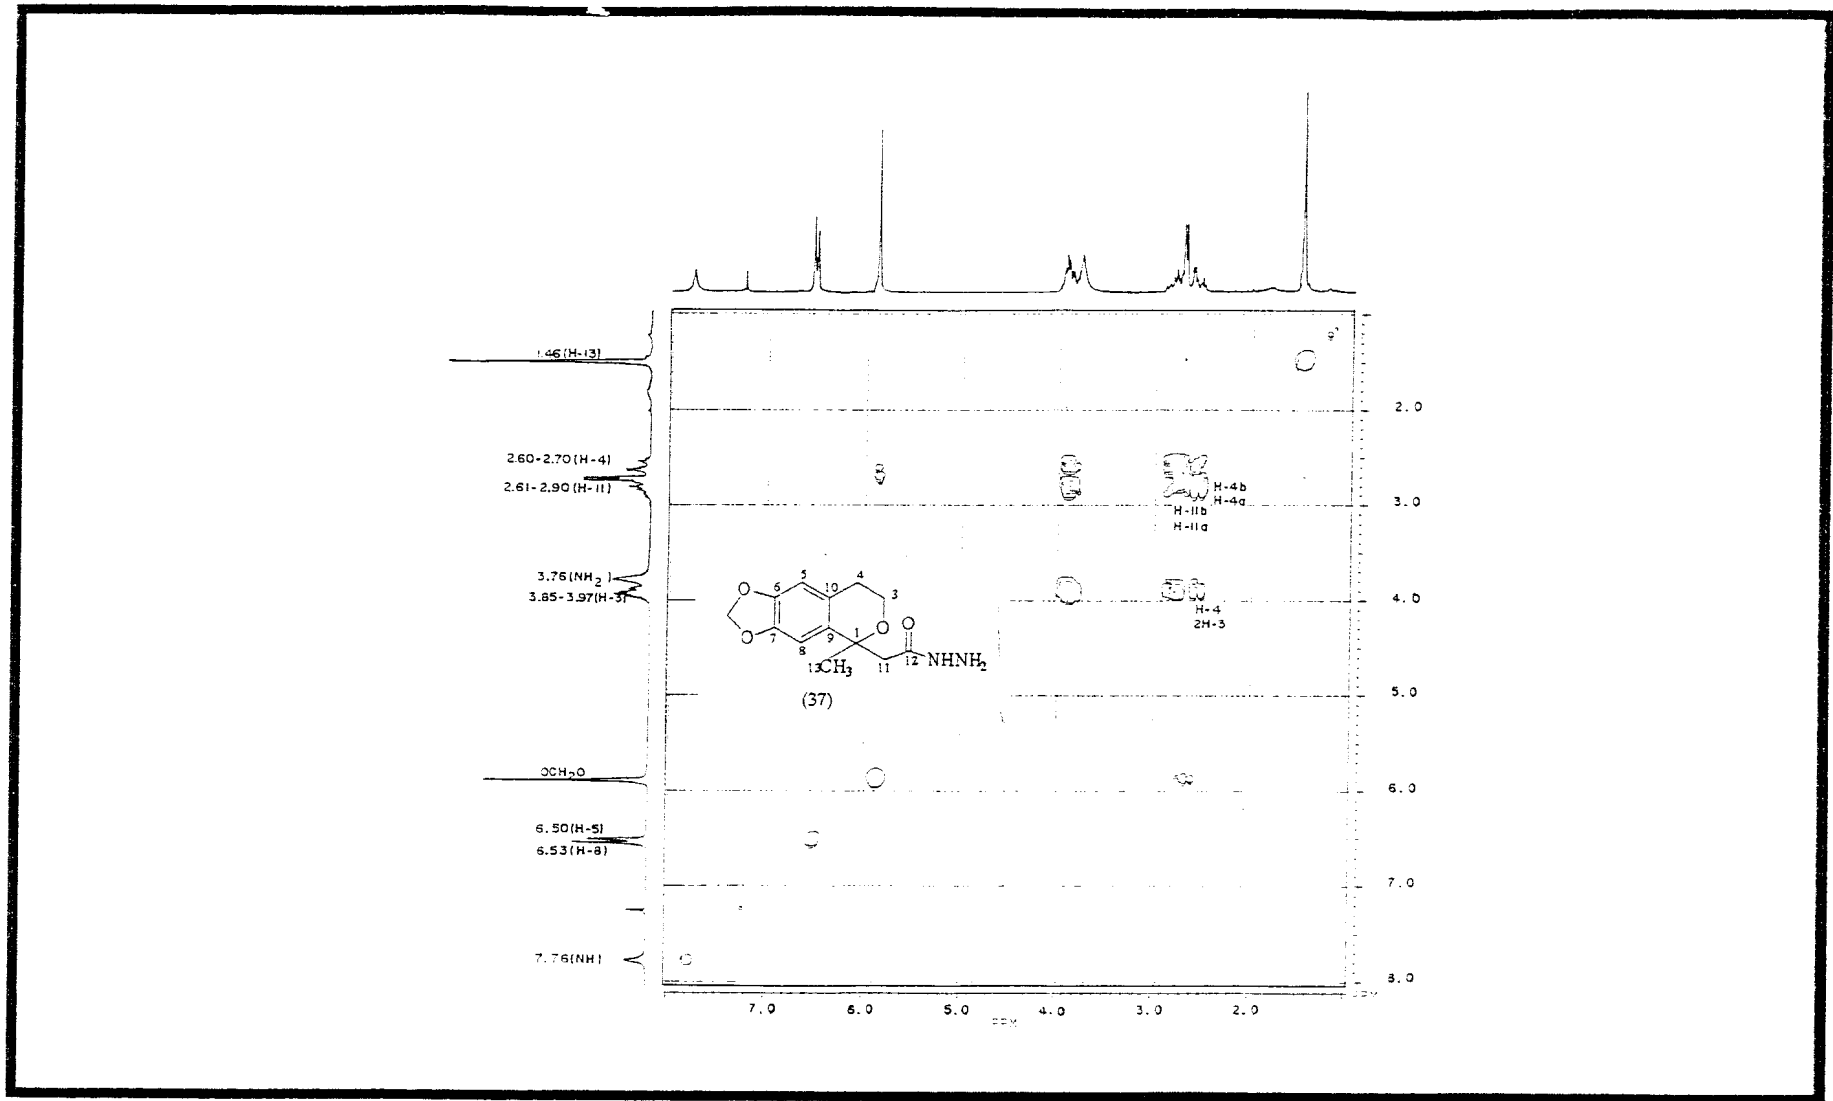 1.46(H-13)
2.0
2.60-2.70(H-4)
2.61-2.90(H-11)
H-4b
H-4a
3.0
H-11b
H-11a
3.76(NH2)
3.85-3.97(H-3)
4.0
H-4
2H-3
5
4
6
10
3
O
O
7
9
1
O
O
8
12
NHNH2
13CH3
11
(37)
5.0
OCH2O
6.0
6.50(H-5)
6.53(H-8)
7.0
7.76(NH)
8.0
7.0 6.0 5.0 4.0 3.0 2.0
PPM